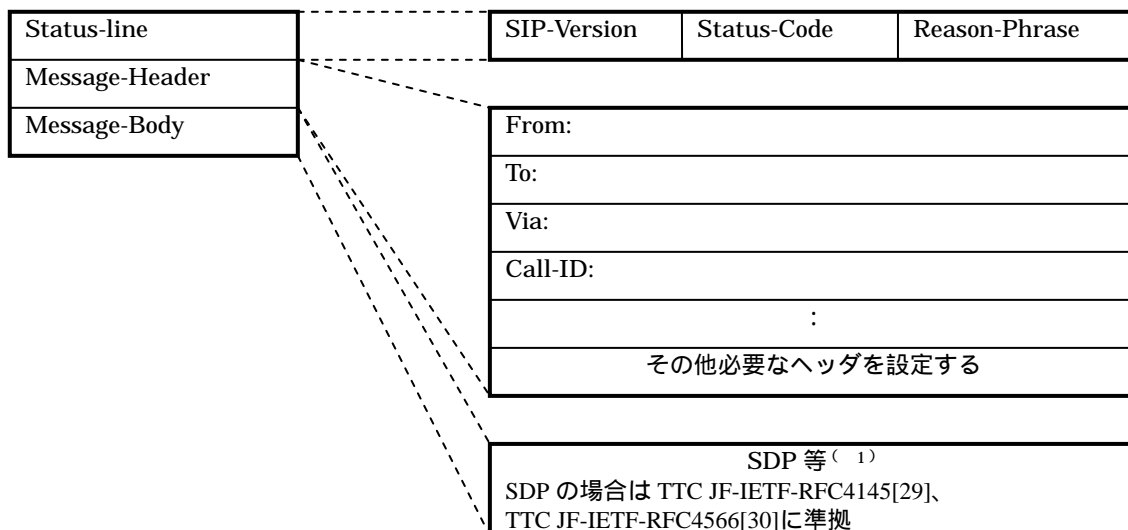 Status-line
Message-Header
Message-Body
SIP-Version Status-Code Reason-Phrase
From:
To:
Via:
Call-ID:
:
その他必要なヘッダを設定する
SDP 等( 1)
SDP の場合は TTC JF-IETF-RFC4145[29]、
TTC JF-IETF-RFC4566[30]に準拠